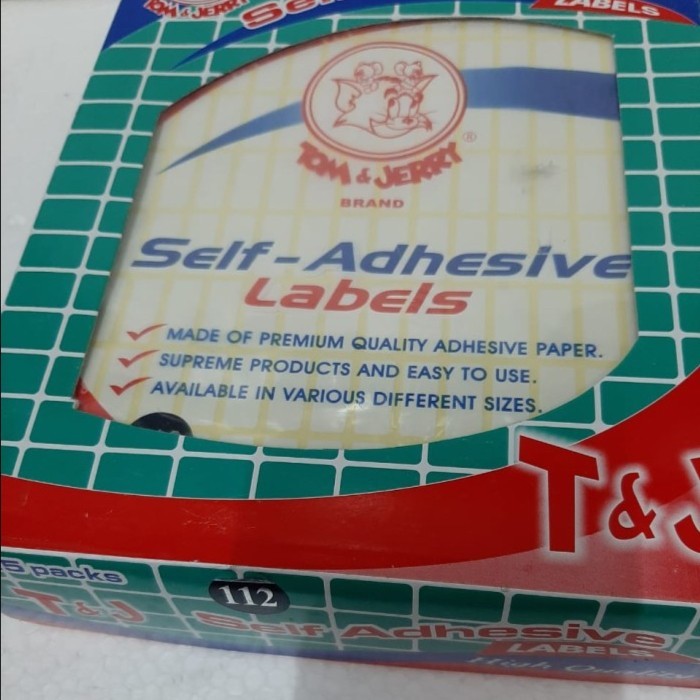 TOM & JERRY
LABELS
TOM & JERRY
®
BRAND
Self-Adhesive
Labels
MADE OF PREMIUM QUALITY ADHESIVE PAPER.
SUPREME PRODUCTS AND EASY TO USE.
AVAILABLE IN VARIOUS DIFFERENT SIZES.
T & J
5 packs
112
T & J Self Adhesive
LABELS
High